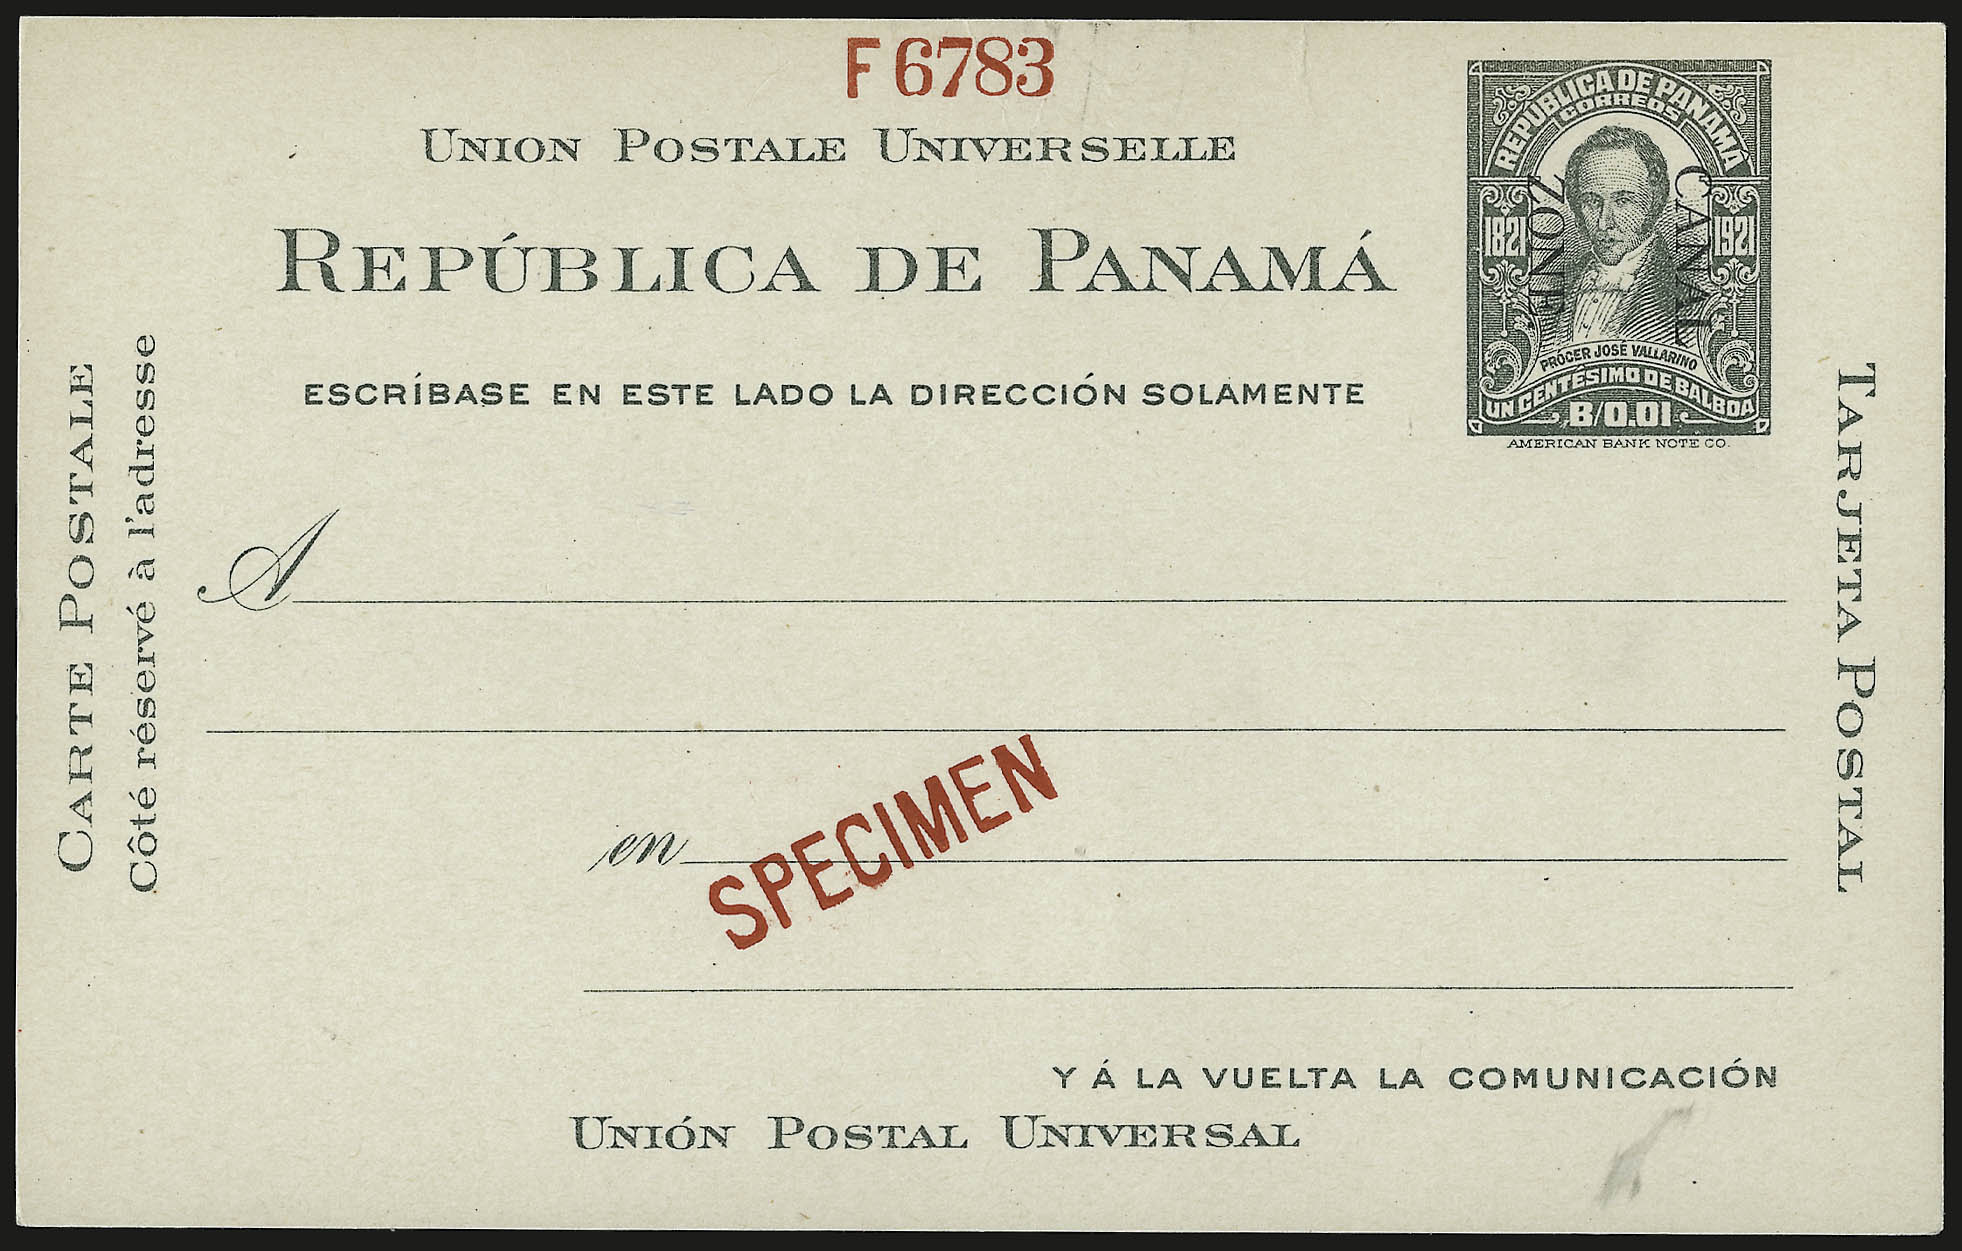 F 6783
UNION POSTALE UNIVERSELLE
REPÚBLICA DE PANAMÁ
ESCRÍBASE EN ESTE LADO LA DIRECCIÓN SOLAMENTE
REPÚBLICA DE PANAMÁ
CORREOS
CANAL
ZONE
1821 1921
PRÓCER JOSÉ VALLARINO
UN CENTÉSIMO DE BALBOA
B/0.01
AMERICAN BANK NOTE CO.
CARTE POSTALE
Côté réservé à l'adresse
TARJETA POSTAL
A
en
SPECIMEN
Y Á LA VUELTA LA COMUNICACIÓN
UNIÓN POSTAL UNIVERSAL